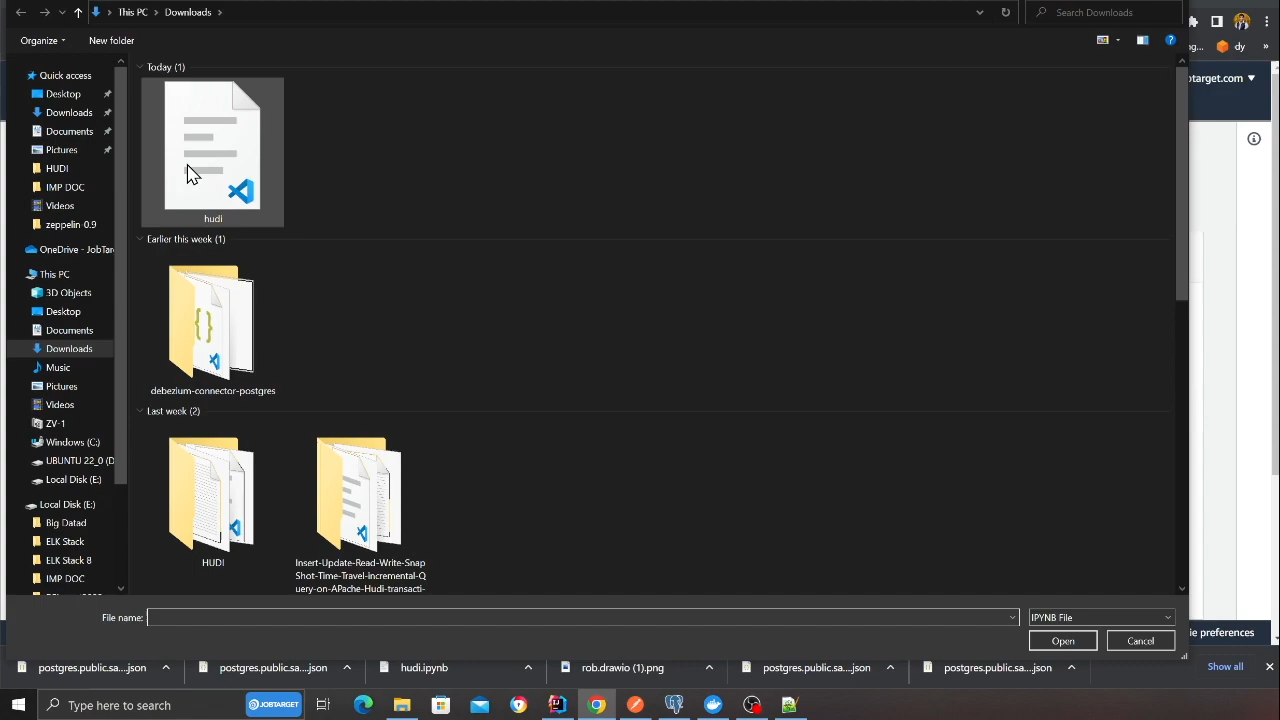 This PC
Downloads
Search Downloads
Organize
New folder
ng...
dy
»
btarget.com
Quick access
Desktop
Downloads
Documents
Pictures
HUDI
IMP DOC
Videos
zeppelin-0.9
OneDrive - JobTar
This PC
3D Objects
Desktop
Documents
Downloads
Music
Pictures
Videos
ZV-1
Windows (C:)
UBUNTU 22_0 (D
Local Disk (E:)
Local Disk (E:)
Big Datad
ELK Stack
ELK Stack 8
IMP DOC
Today (1)
hudi
Earlier this week (1)
debezium-connector-postgres
Last week (2)
HUDI
Insert-Update-Read-Write-Snap
Shot-Time-Travel-incremental-Q
uery-on-APache-Hudi-transacti-
File name:
IPYNB File
Open
Cancel
ie preferences
postgres.public.sa....json
postgres.public.sa....json
hudi.ipynb
rob.drawio (1).png
postgres.public.sa....json
postgres.public.sa....json
Show all
Type here to search
JOBTARGET